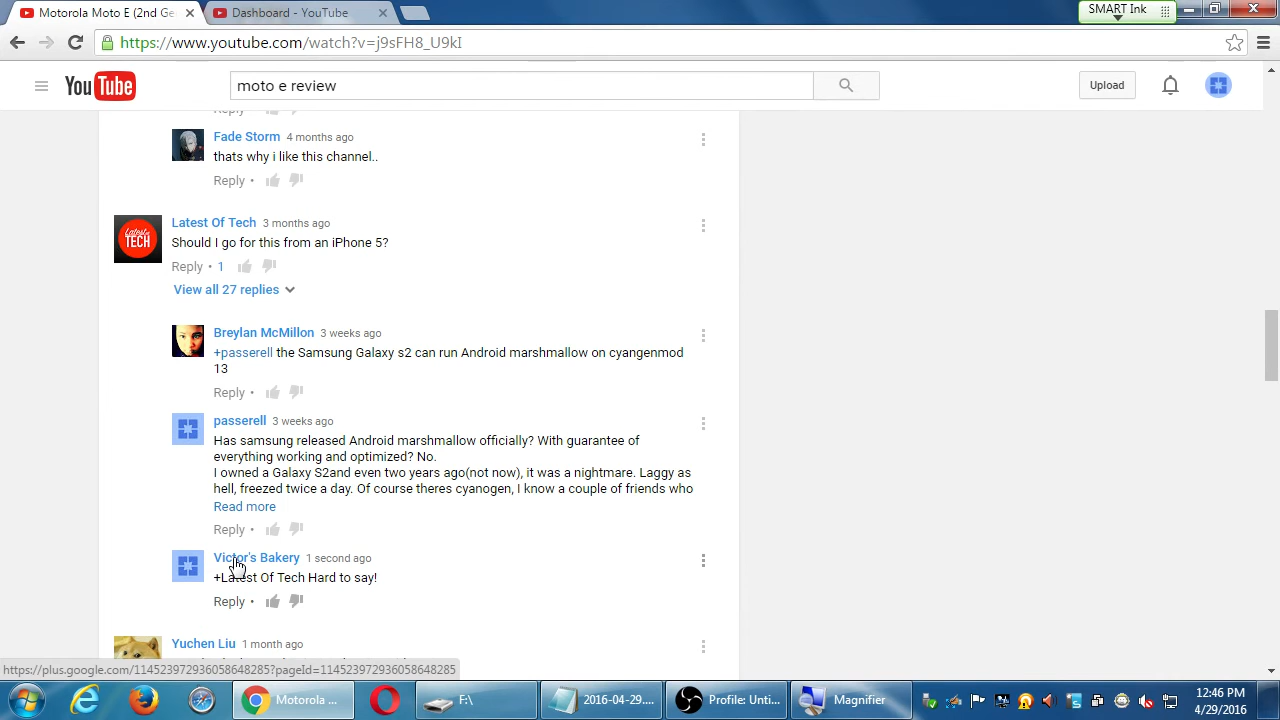 Motorola Moto E (2nd Ge
Dashboard - YouTube
SMART Ink
https://www.youtube.com/watch?v=j9sFH8_U9kI
YouTube
moto e review
Upload
Reply •
Fade Storm 4 months ago
thats why i like this channel..
Reply •
Latest Of Tech 3 months ago
Latest of
TECH
Should I go for this from an iPhone 5?
Reply • 1
View all 27 replies
Breylan McMillon 3 weeks ago
+passerell the Samsung Galaxy s2 can run Android marshmallow on cyangenmod
13
Reply •
passerell 3 weeks ago
Has samsung released Android marshmallow officially? With guarantee of
everything working and optimized? No.
I owned a Galaxy S2and even two years ago(not now), it was a nightmare. Laggy as
hell, freezed twice a day. Of course theres cyanogen, I know a couple of friends who
Read more
Reply •
Victor's Bakery 1 second ago
+Latest Of Tech Hard to say!
Reply •
Yuchen Liu 1 month ago
https://plus.google.com/114523972936058648285?pageId=114523972936058648285
Motorola ...
F:\
2016-04-29....
Profile: Unti...
Magnifier
12:46 PM
4/29/2016